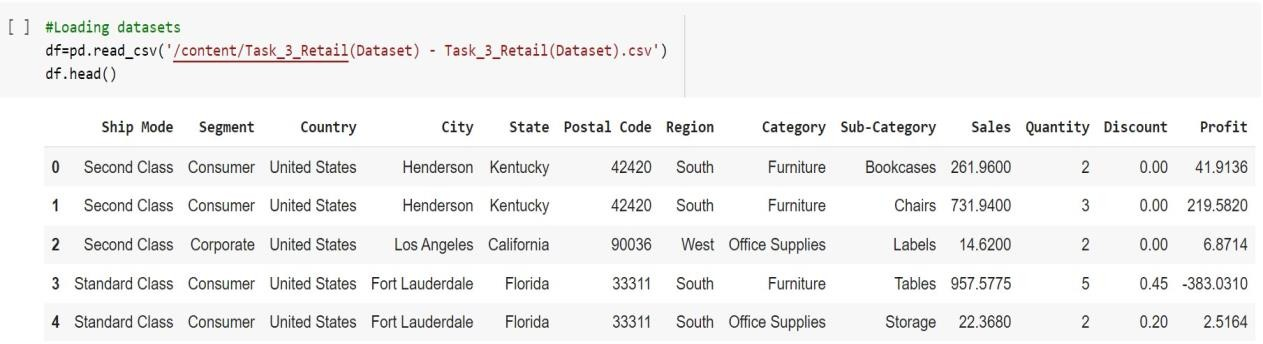 [ ] #Loading datasets
df=pd.read_csv('/content/Task_3_Retail(Dataset) - Task_3_Retail(Dataset).csv')
df.head()
Ship Mode Segment Country City State Postal Code Region Category Sub-Category Sales Quantity Discount Profit
0 Second Class Consumer United States Henderson Kentucky 42420 South Furniture Bookcases 261.9600 2 0.00 41.9136
1 Second Class Consumer United States Henderson Kentucky 42420 South Furniture Chairs 731.9400 3 0.00 219.5820
2 Second Class Corporate United States Los Angeles California 90036 West Office Supplies Labels 14.6200 2 0.00 6.8714
3 Standard Class Consumer United States Fort Lauderdale Florida 33311 South Furniture Tables 957.5775 5 0.45 -383.0310
4 Standard Class Consumer United States Fort Lauderdale Florida 33311 South Office Supplies Storage 22.3680 2 0.20 2.5164